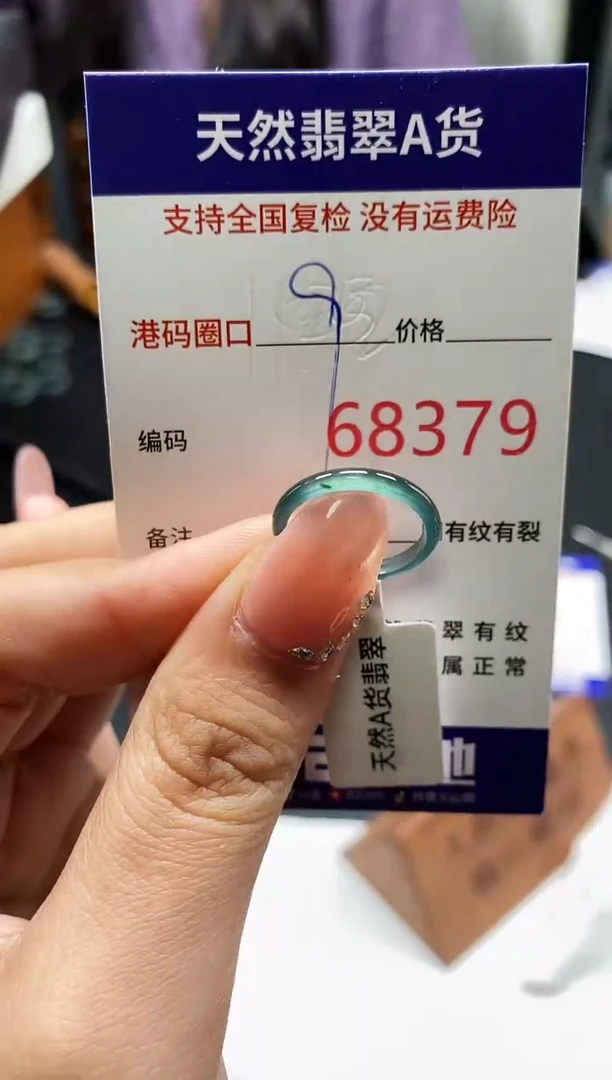 天然翡翠A货
支持全国复检 没有运费险
港码圈口 9 价格
编码 68379
备注 有纹有裂
翠有纹
属正常
天然A货翡翠